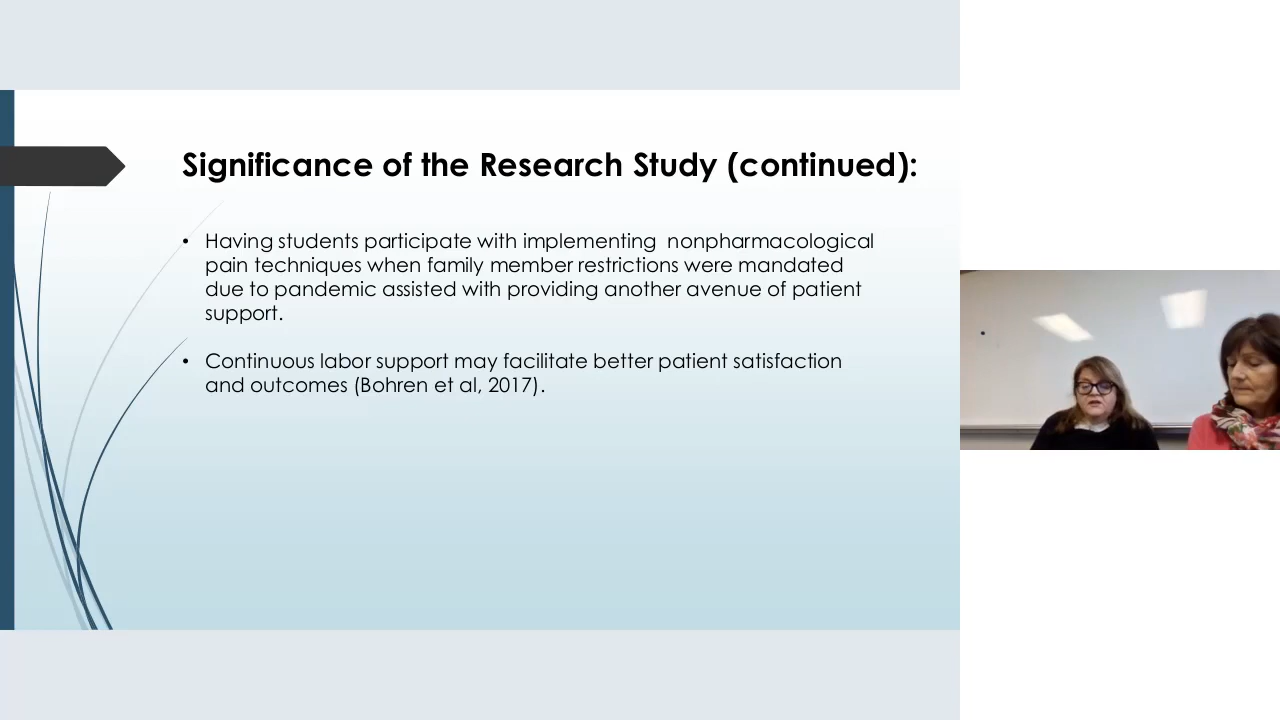 Significance of the Research Study (continued):
• Having students participate with implementing  nonpharmacological
pain techniques when family member restrictions were mandated
due to pandemic assisted with providing another avenue of patient
support.
• Continuous labor support may facilitate better patient satisfaction
and outcomes (Bohren et al, 2017).